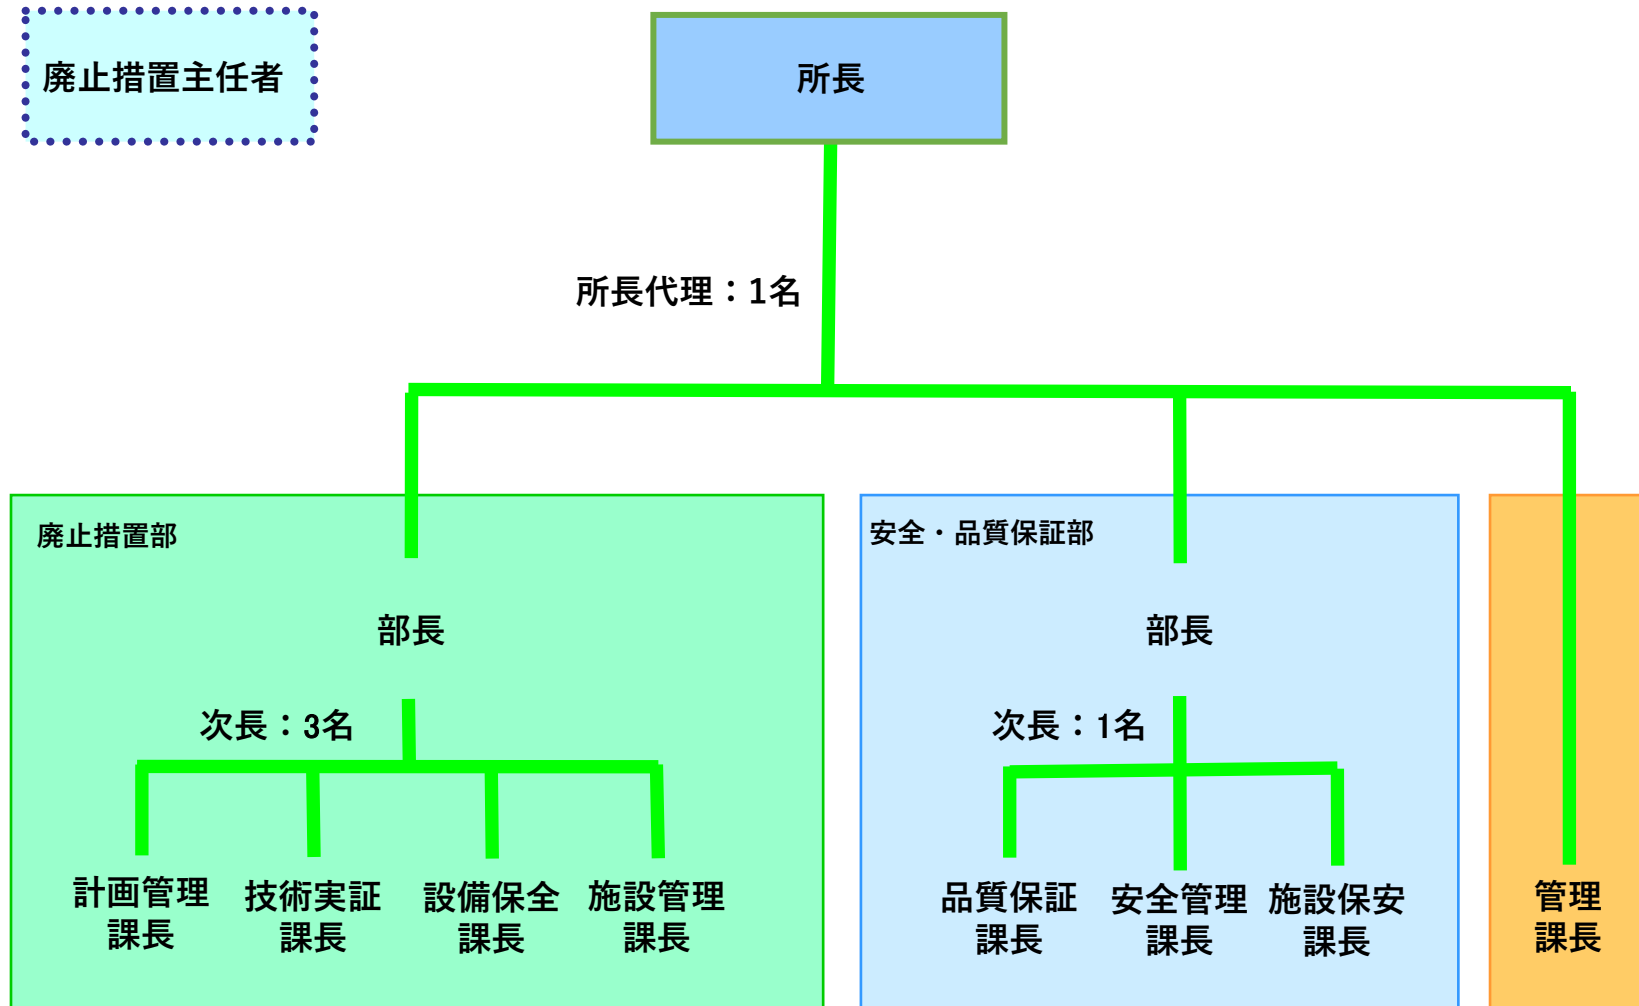 廃止措置主任者
所長
所長代理：1名
廃止措置部
部長
次長：3名
計画管理
課長
技術実証
課長
設備保全
課長
施設管理
課長
安全・品質保証部
部長
次長：1名
品質保証
課長
安全管理
課長
施設保安
課長
管理
課長